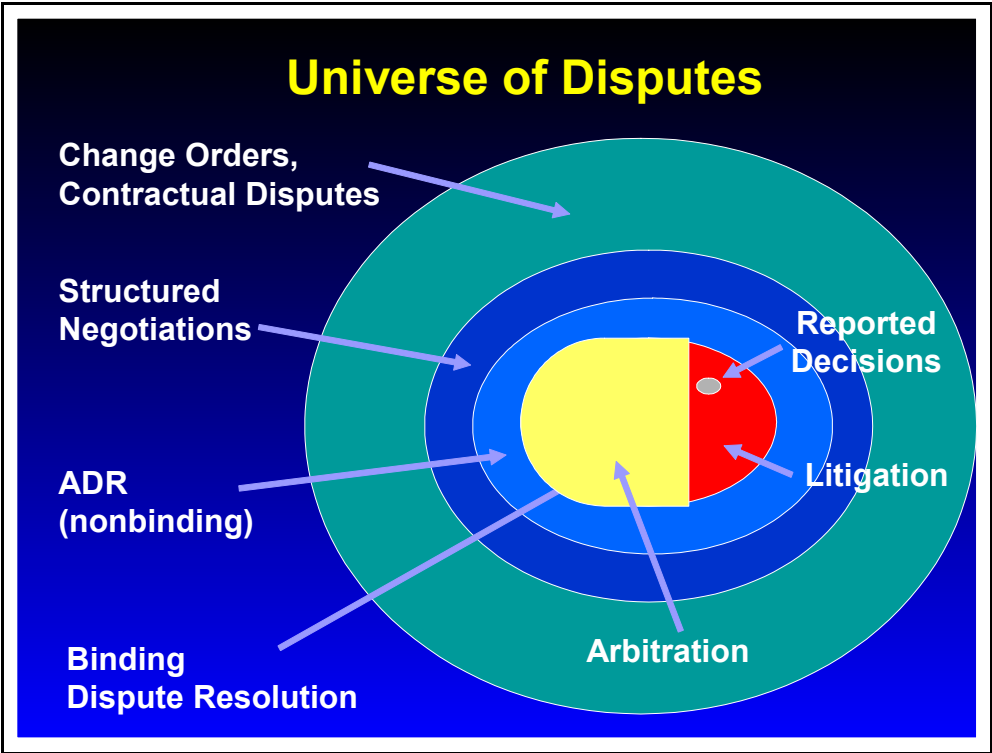 Universe of Disputes
Change Orders,
Contractual Disputes
Structured
Negotiations
Reported
Decisions
ADR
(nonbinding)
Litigation
Binding
Dispute Resolution
Arbitration